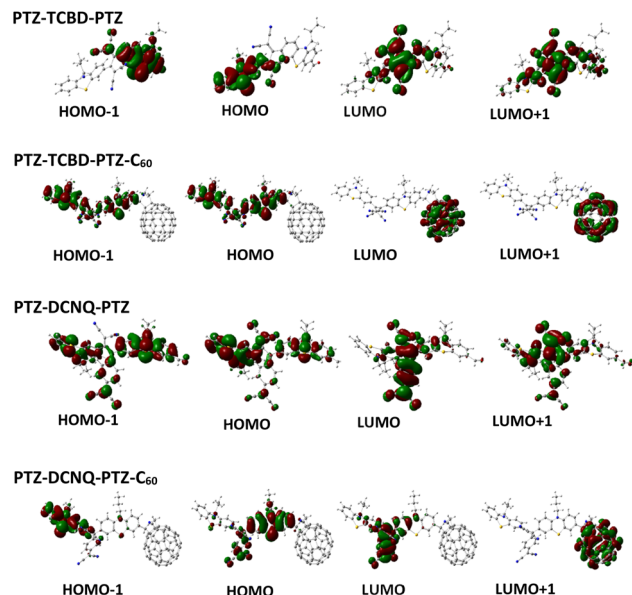 PTZ-TCBD-PTZ
HOMO-1 HOMO LUMO LUMO+1
PTZ-TCBD-PTZ-C₆₀
HOMO-1 HOMO LUMO LUMO+1
PTZ-DCNQ-PTZ
HOMO-1 HOMO LUMO LUMO+1
PTZ-DCNQ-PTZ-C₆₀
HOMO-1 HOMO LUMO LUMO+1